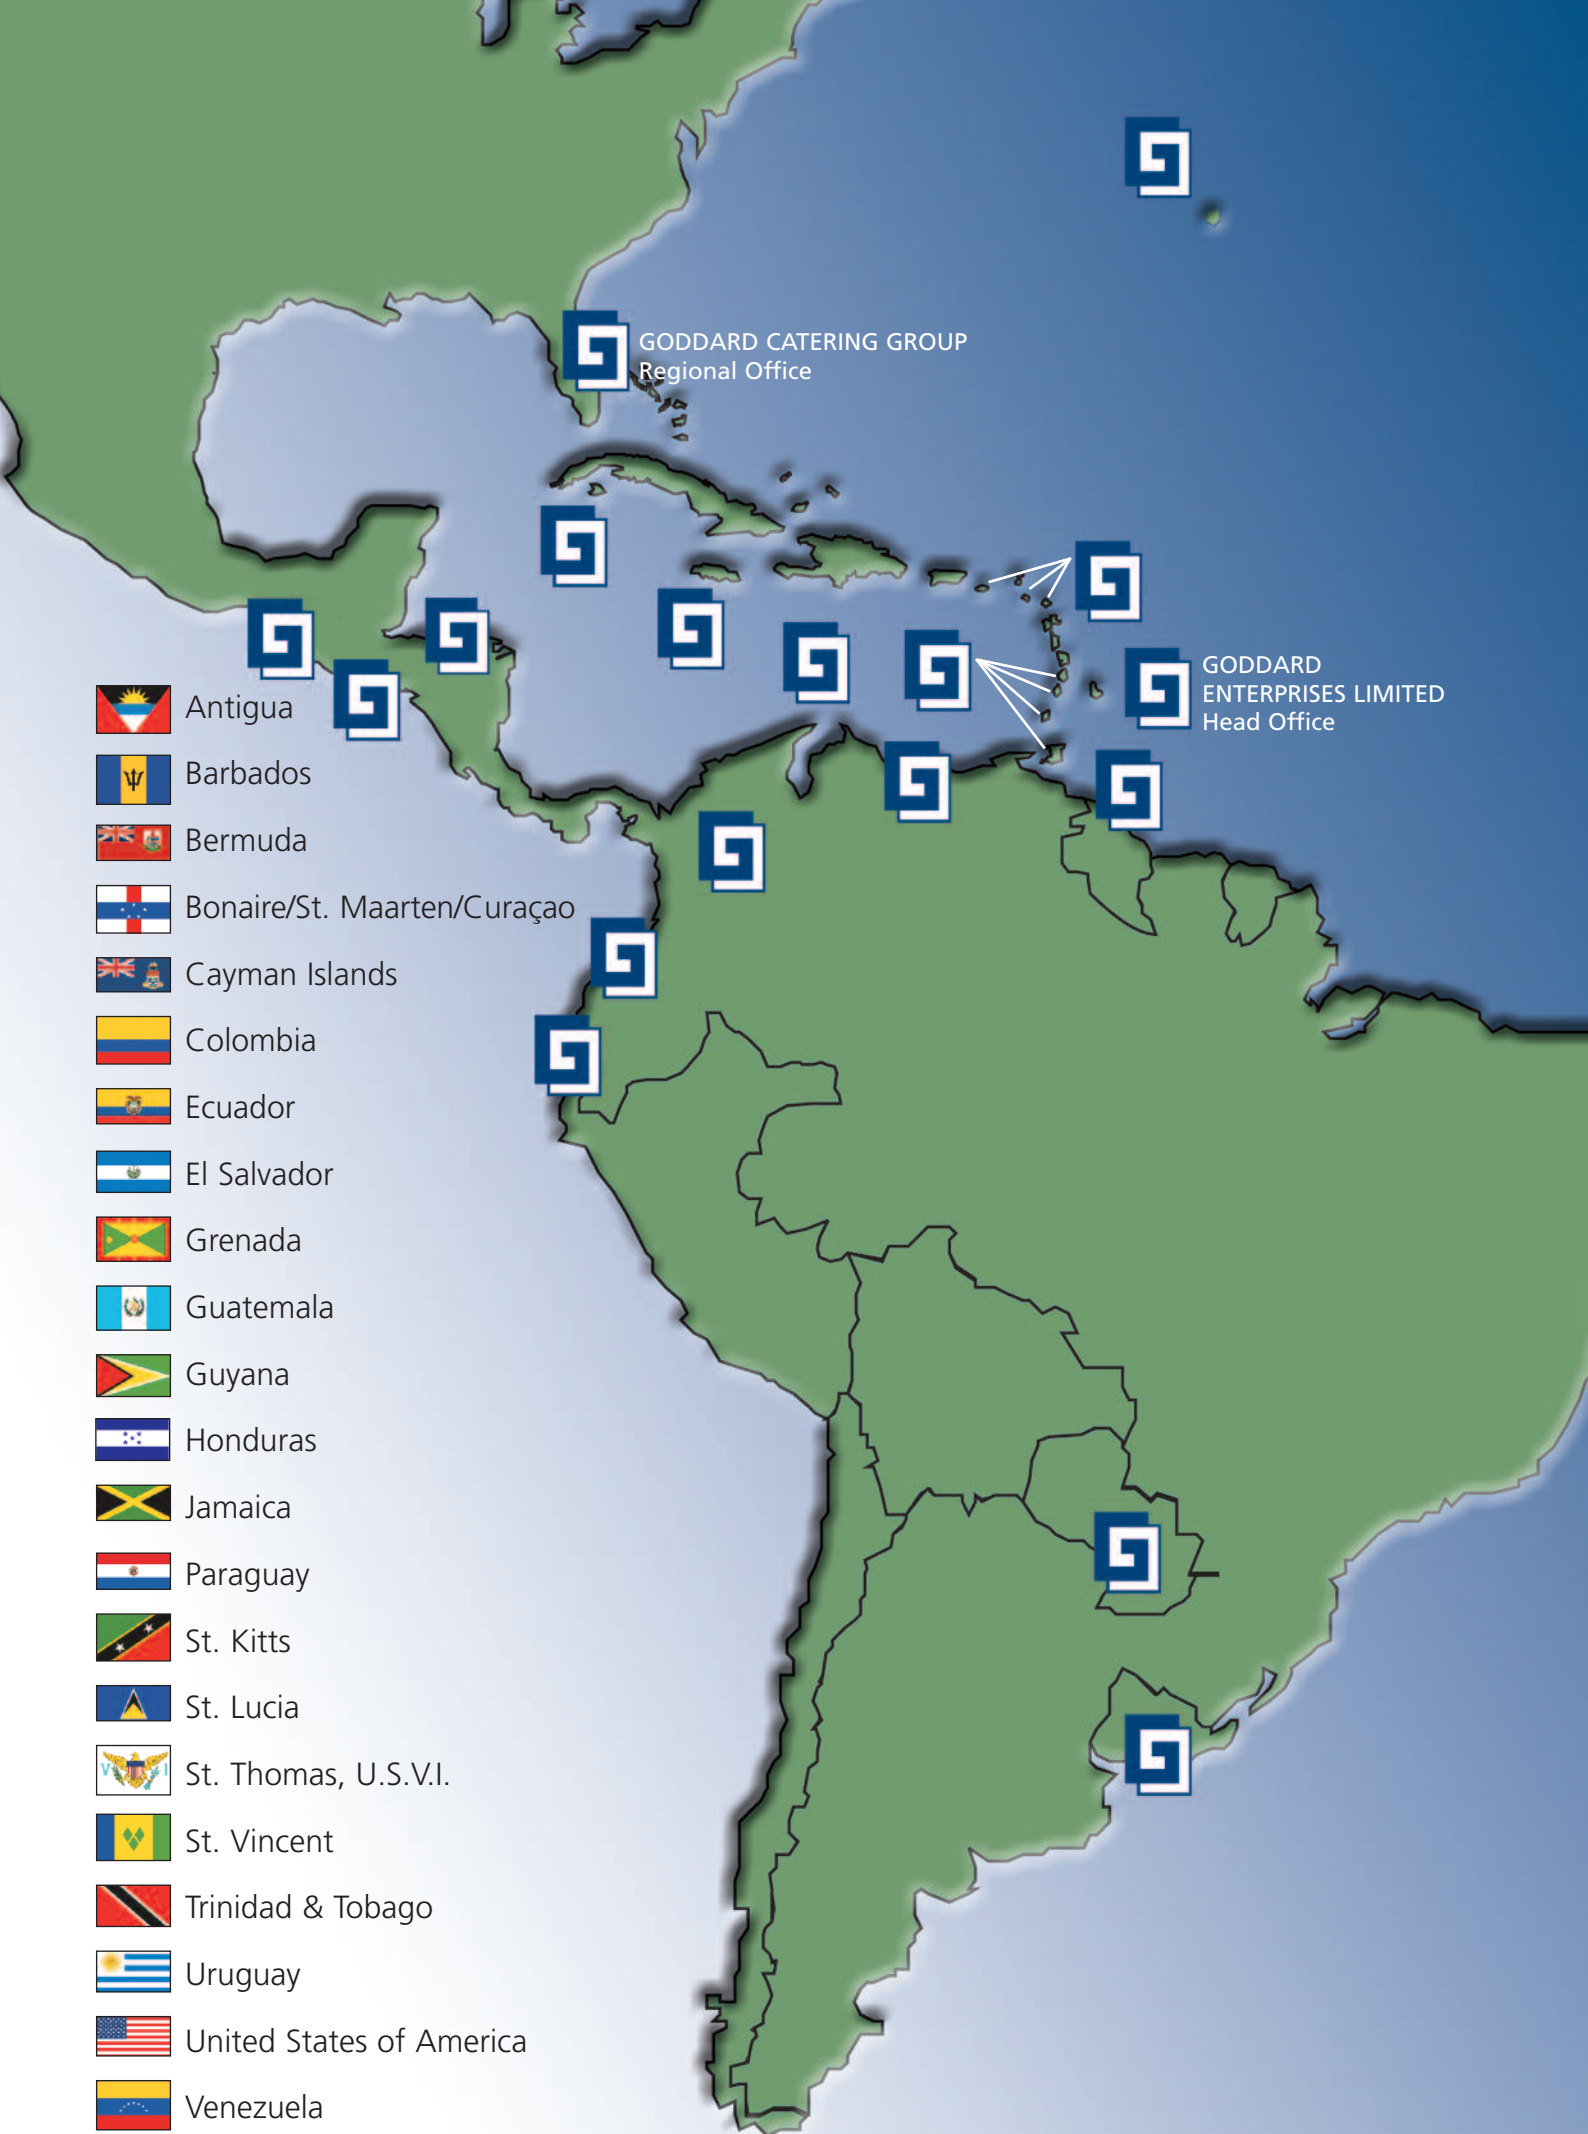 GODDARD CATERING GROUP
Regional Office
GODDARD
ENTERPRISES LIMITED
Head Office
Antigua
Barbados
Bermuda
Bonaire/St. Maarten/Curaçao
Cayman Islands
Colombia
Ecuador
El Salvador
Grenada
Guatemala
Guyana
Honduras
Jamaica
Paraguay
St. Kitts
St. Lucia
V I
St. Thomas, U.S.V.I.
St. Vincent
Trinidad & Tobago
Uruguay
United States of America
Venezuela